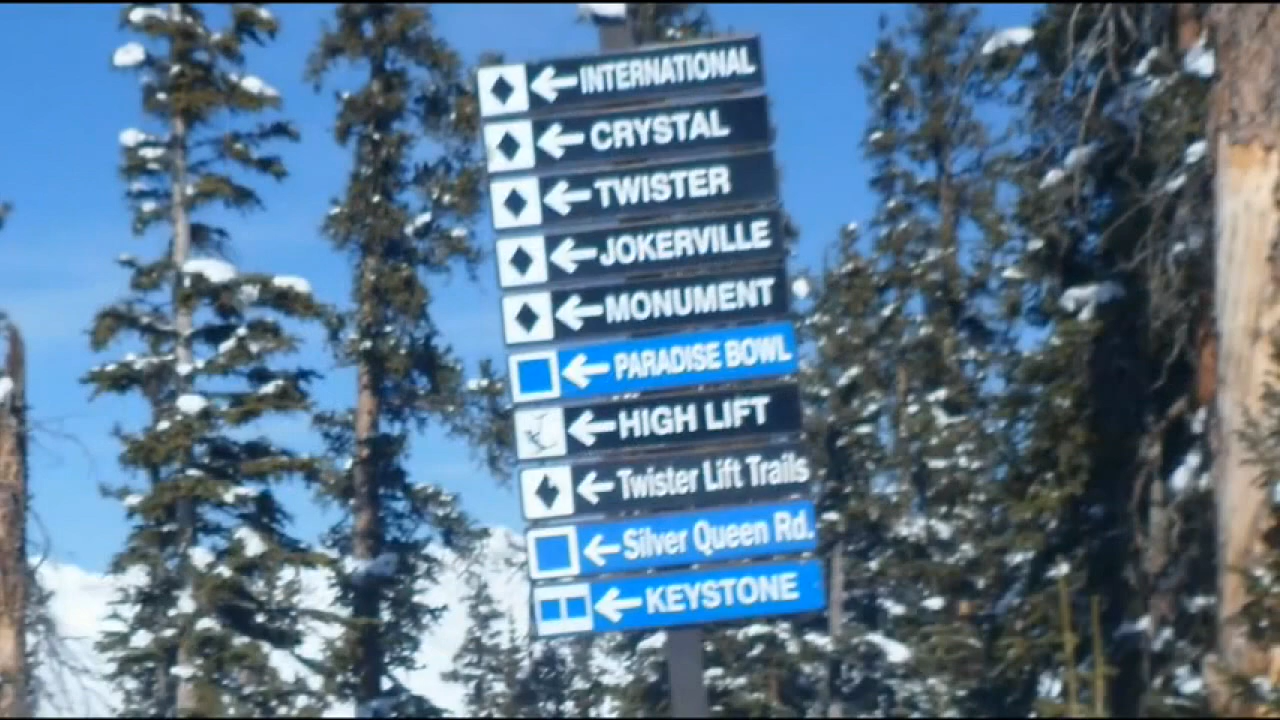 INTERNATIONAL
CRYSTAL
TWISTER
JOKERVILLE
MONUMENT
PARADISE BOWL
HIGH LIFT
Twister Lift Trails
Silver Queen Rd.
KEYSTONE